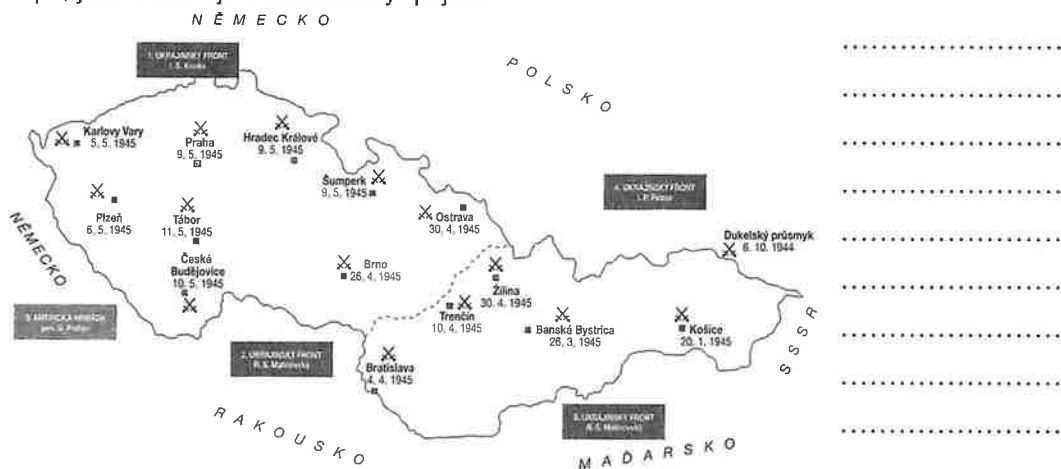 NĚMECKO
1. UKRAJINSKÝ FRONT
I. S. Koněv
POLSKO
Karlovy Vary
5. 5. 1945
Praha
9. 5. 1945
Hradec Králové
9. 5. 1945
Šumperk
9. 5. 1945
4. UKRAJINSKÝ FRONT
Plzeň
6. 5. 1945
Tábor
11. 5. 1945
Ostrava
30. 4. 1945
NĚMECKO
Dukelský průsmyk
6. 10. 1944
České
Budějovice
10. 5. 1945
Brno
26. 4. 1945
Žilina
30. 4. 1945
Trenčín
10. 4. 1945
Banská Bystrica
26. 3. 1945
Košice
20. 1. 1945
SSSR
2. UKRAJINSKÝ FRONT
Bratislava
4. 4. 1945
UKRAJINSKÝ FRONT
RAKOUSKO
MAĎARSKO